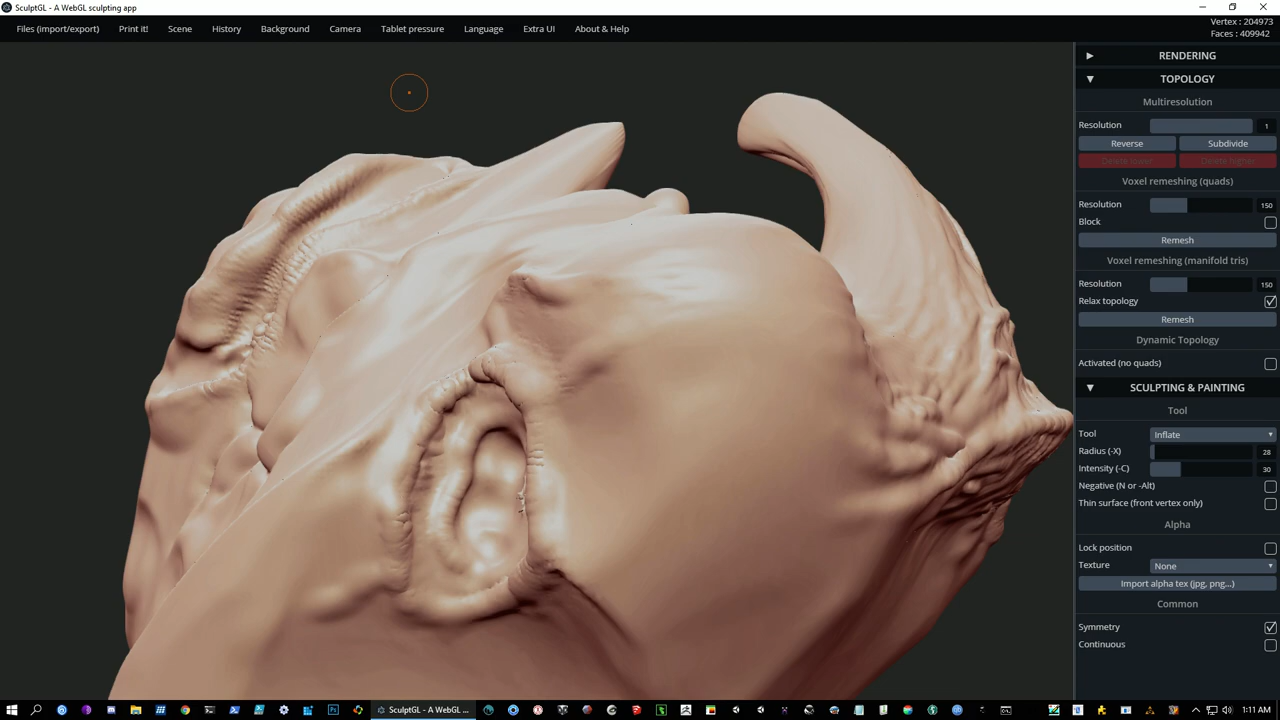 SculptGL - A WebGL sculpting app
Files (import/export) Print it! Scene History Background Camera Tablet pressure Language Extra UI About & Help
Vertex : 204973
Faces : 409942
RENDERING
TOPOLOGY
Multiresolution
Resolution 1
Reverse Subdivide
Delete lower Delete higher
Voxel remeshing (quads)
Resolution 150
Block
Remesh
Voxel remeshing (manifold tris)
Resolution 150
Relax topology
Remesh
Dynamic Topology
Activated (no quads)
SCULPTING & PAINTING
Tool
Tool Inflate
Radius (-X) 28
Intensity (-C) 30
Negative (N or -Alt)
Thin surface (front vertex only)
Alpha
Lock position
Texture None
Import alpha tex (jpg, png...)
Common
Symmetry
Continuous
SculptGL - A WebGL ...
1:11 AM